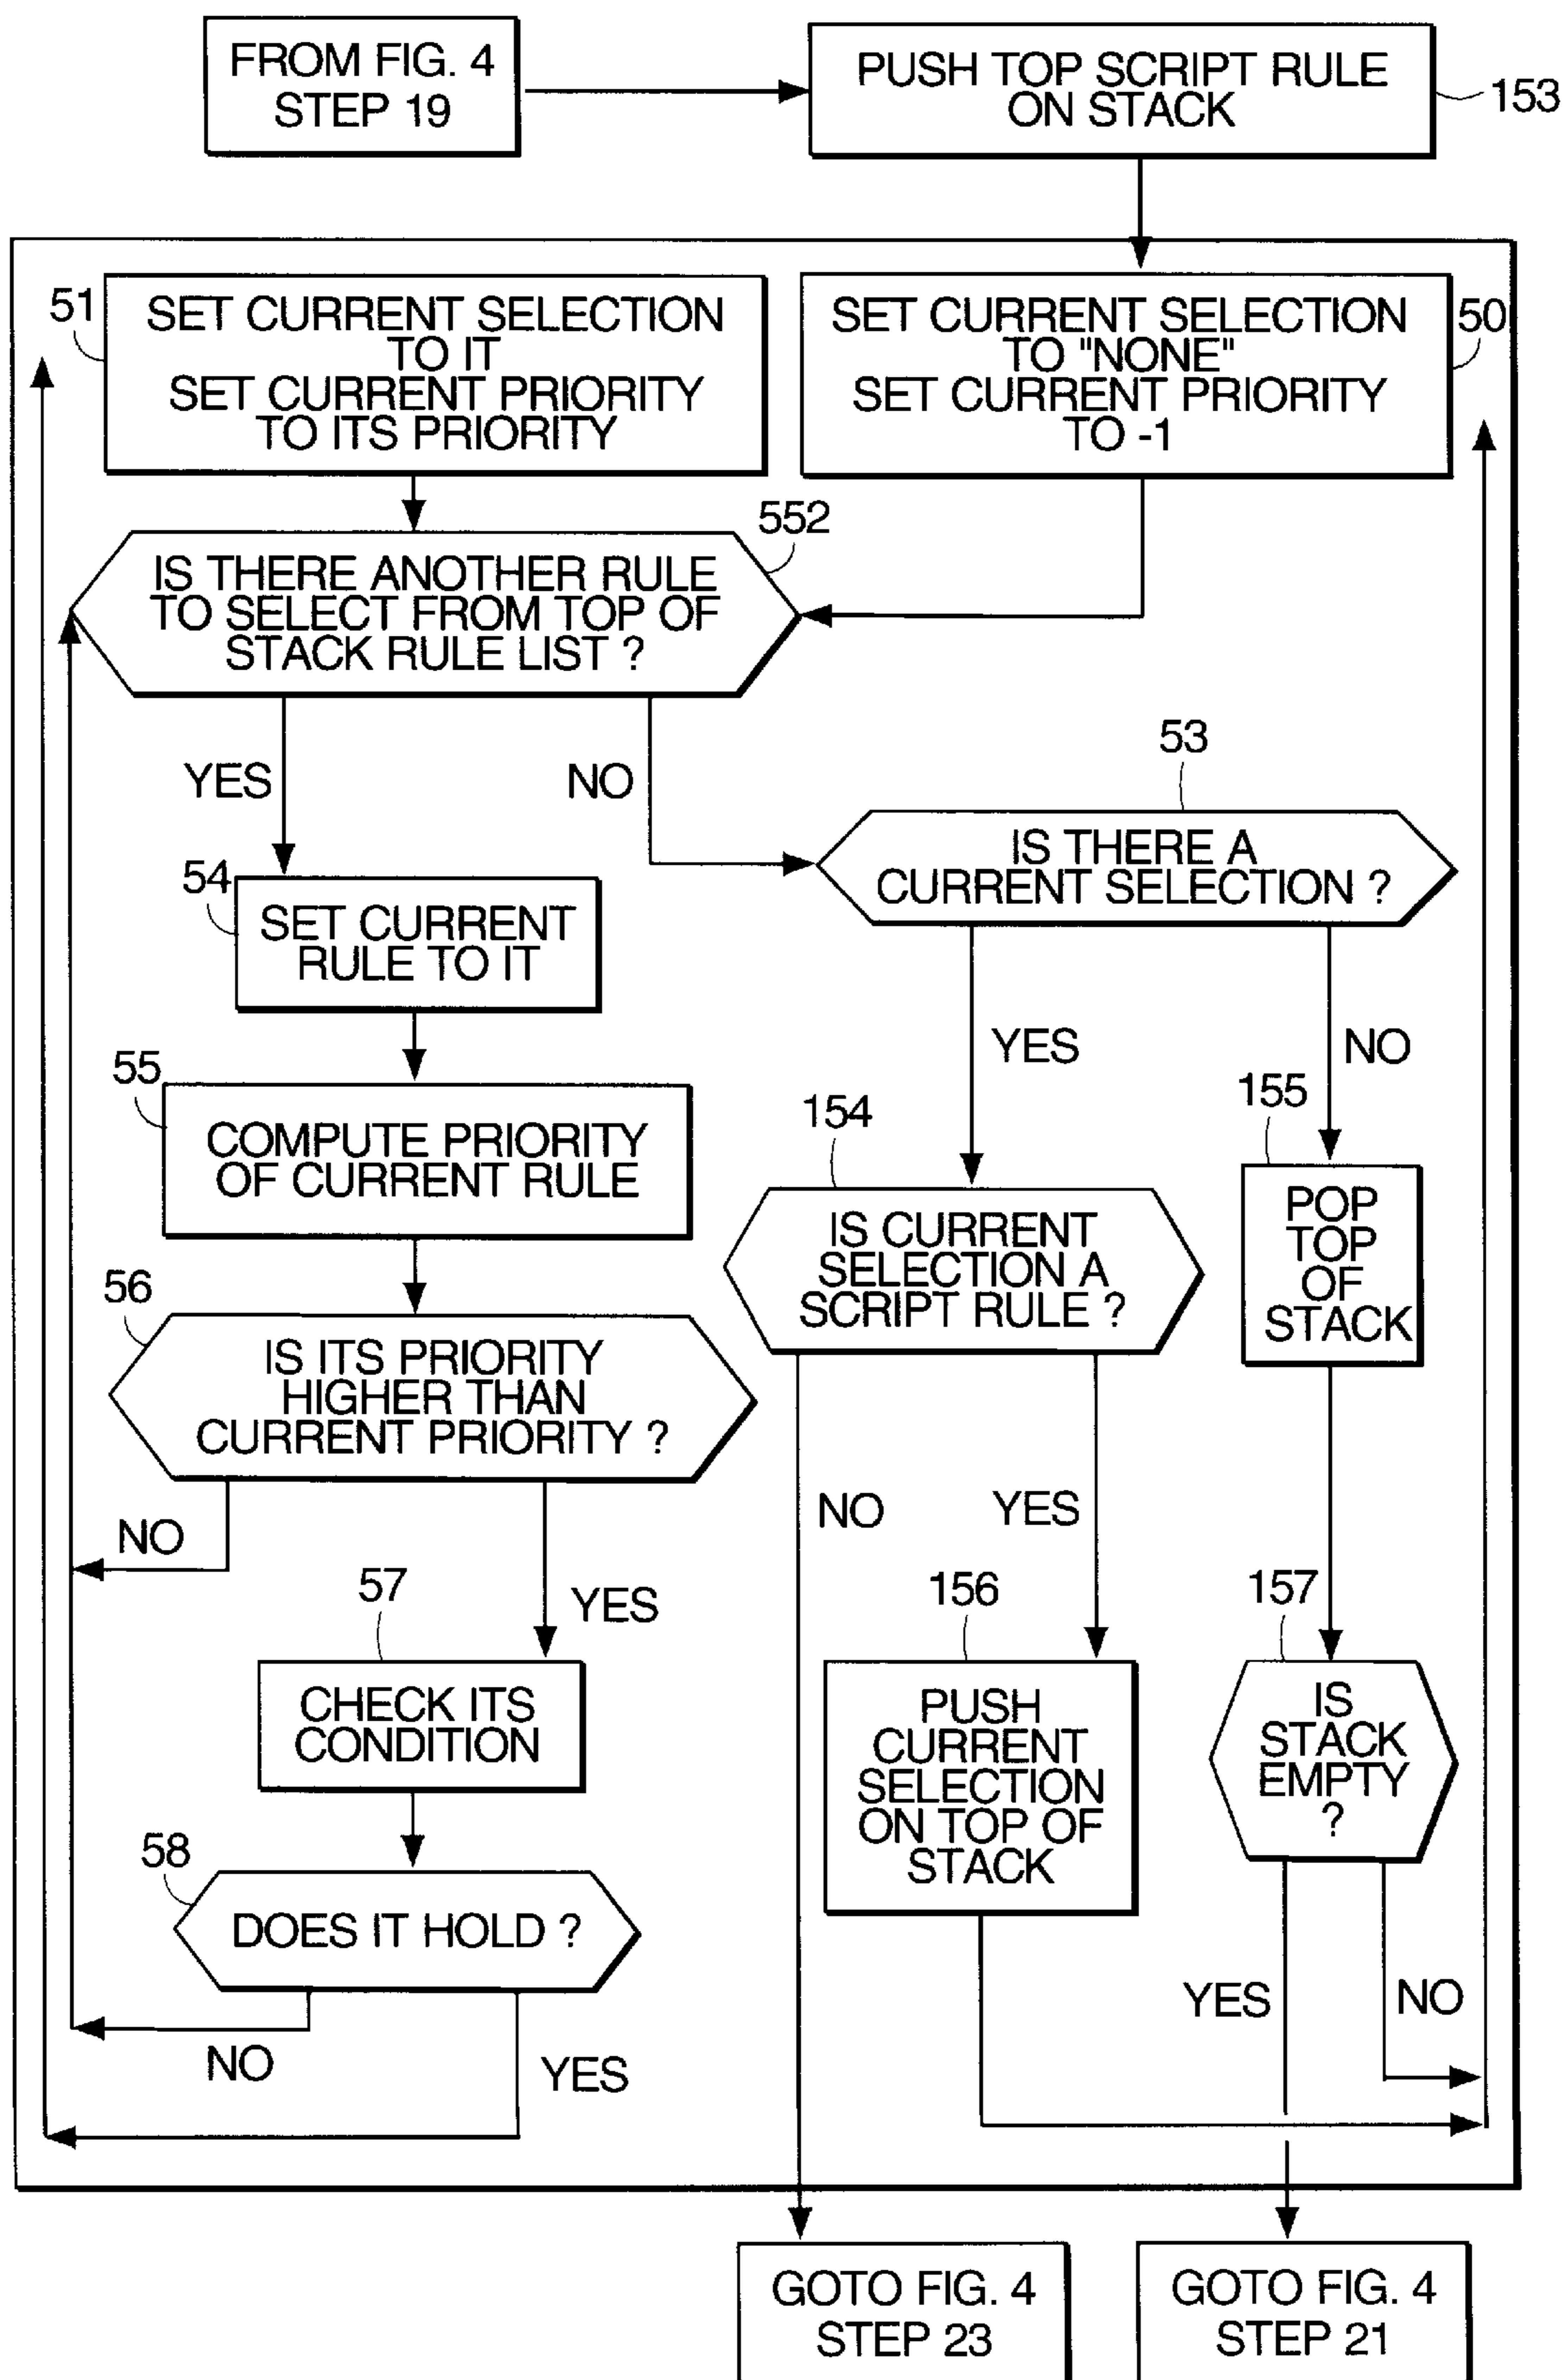 FROM FIG. 4
STEP 19
PUSH TOP SCRIPT RULE
ON STACK
153
51
SET CURRENT SELECTION
TO IT
SET CURRENT PRIORITY
TO ITS PRIORITY
SET CURRENT SELECTION
TO "NONE"
SET CURRENT PRIORITY
TO -1
50
552
IS THERE ANOTHER RULE
TO SELECT FROM TOP OF
STACK RULE LIST ?
YES
NO
53
IS THERE A
CURRENT SELECTION ?
54
SET CURRENT
RULE TO IT
YES
NO
55
COMPUTE PRIORITY
OF CURRENT RULE
154
IS CURRENT
SELECTION A
SCRIPT RULE ?
155
POP
TOP
OF
STACK
56
IS ITS PRIORITY
HIGHER THAN
CURRENT PRIORITY ?
NO
YES
NO
YES
57
CHECK ITS
CONDITION
156
PUSH
CURRENT
SELECTION
ON TOP OF
STACK
157
IS
STACK
EMPTY
?
58
DOES IT HOLD ?
NO
YES
YES
NO
GOTO FIG. 4
STEP 23
GOTO FIG. 4
STEP 21